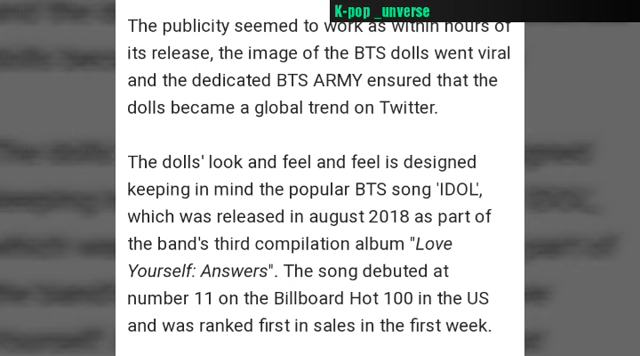 K-pop _unverse
The publicity seemed to work as within hours of
its release, the image of the BTS dolls went viral
and the dedicated BTS ARMY ensured that the
dolls became a global trend on Twitter.
The dolls' look and feel and feel is designed
keeping in mind the popular BTS song 'IDOL',
which was released in august 2018 as part of
the band's third compilation album "Love
Yourself: Answers". The song debuted at
number 11 on the Billboard Hot 100 in the US
and was ranked first in sales in the first week.